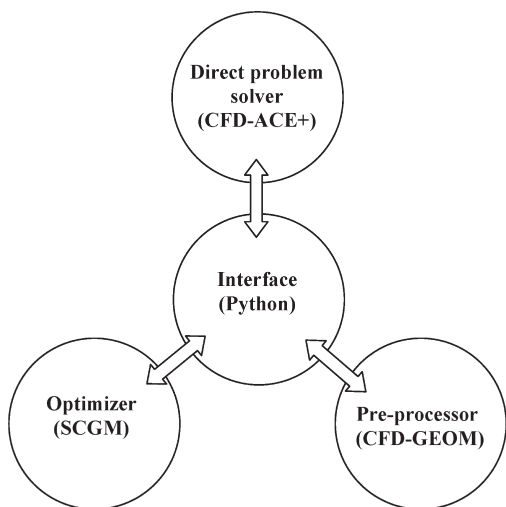 Direct problem
solver
(CFD-ACE+)
Interface
(Python)
Optimizer
(SCGM)
Pre-processor
(CFD-GEOM)